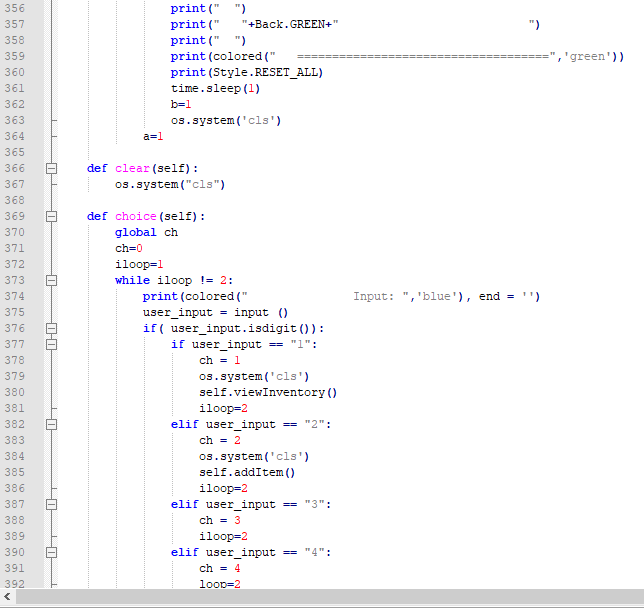 356 print("  ")
357 print("   "+Back.GREEN+"                           ")
358 print("  ")
359 print(colored("   ====================================",'green'))
360 print(Style.RESET_ALL)
361 time.sleep(1)
362 b=1
363 os.system('cls')
364 a=1
365
366 def clear(self):
367 os.system("cls")
368
369 def choice(self):
370 global ch
371 ch=0
372 iloop=1
373 while iloop != 2:
374 print(colored("               Input: ",'blue'), end = '')
375 user_input = input ()
376 if( user_input.isdigit()):
377 if user_input == "1":
378 ch = 1
379 os.system('cls')
380 self.viewInventory()
381 iloop=2
382 elif user_input == "2":
383 ch = 2
384 os.system('cls')
385 self.addItem()
386 iloop=2
387 elif user_input == "3":
388 ch = 3
389 iloop=2
390 elif user_input == "4":
391 ch = 4
392 loop=2